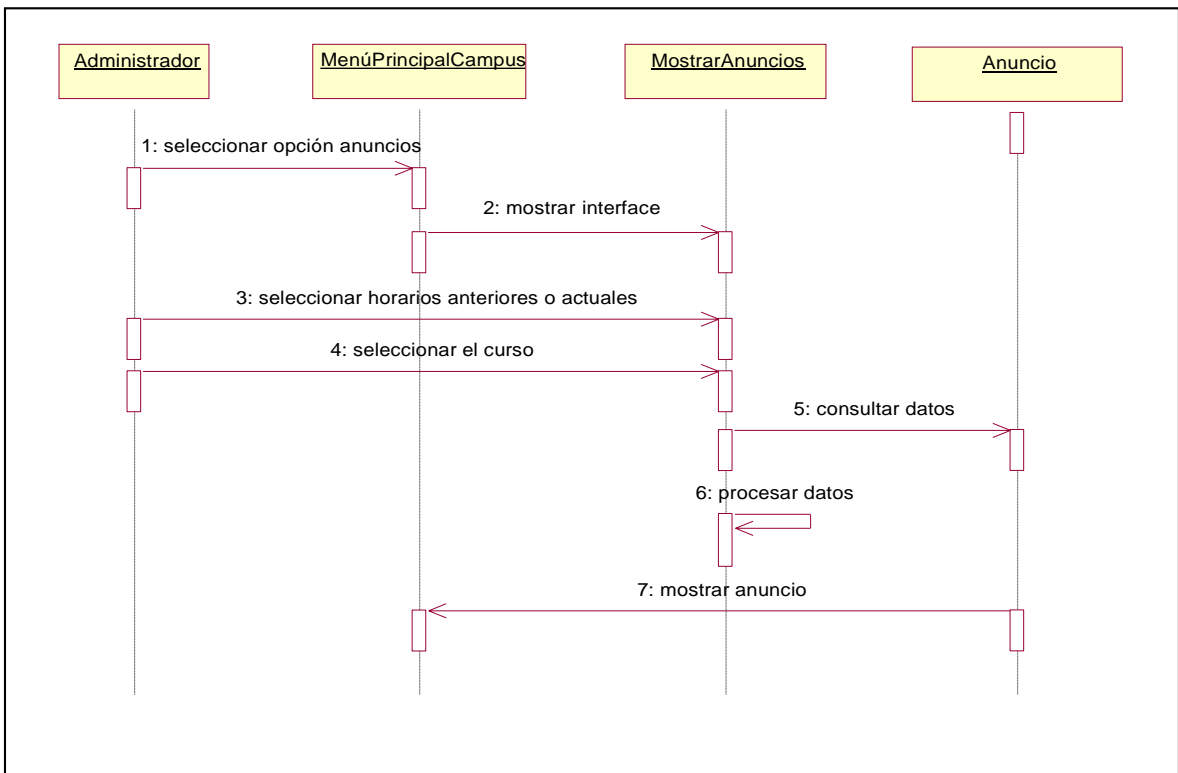 Administrador
MenúPrincipalCampus
MostrarAnuncios
Anuncio
1: seleccionar opción anuncios
2: mostrar interface
3: seleccionar horarios anteriores o actuales
4: seleccionar el curso
5: consultar datos
6: procesar datos
7: mostrar anuncio